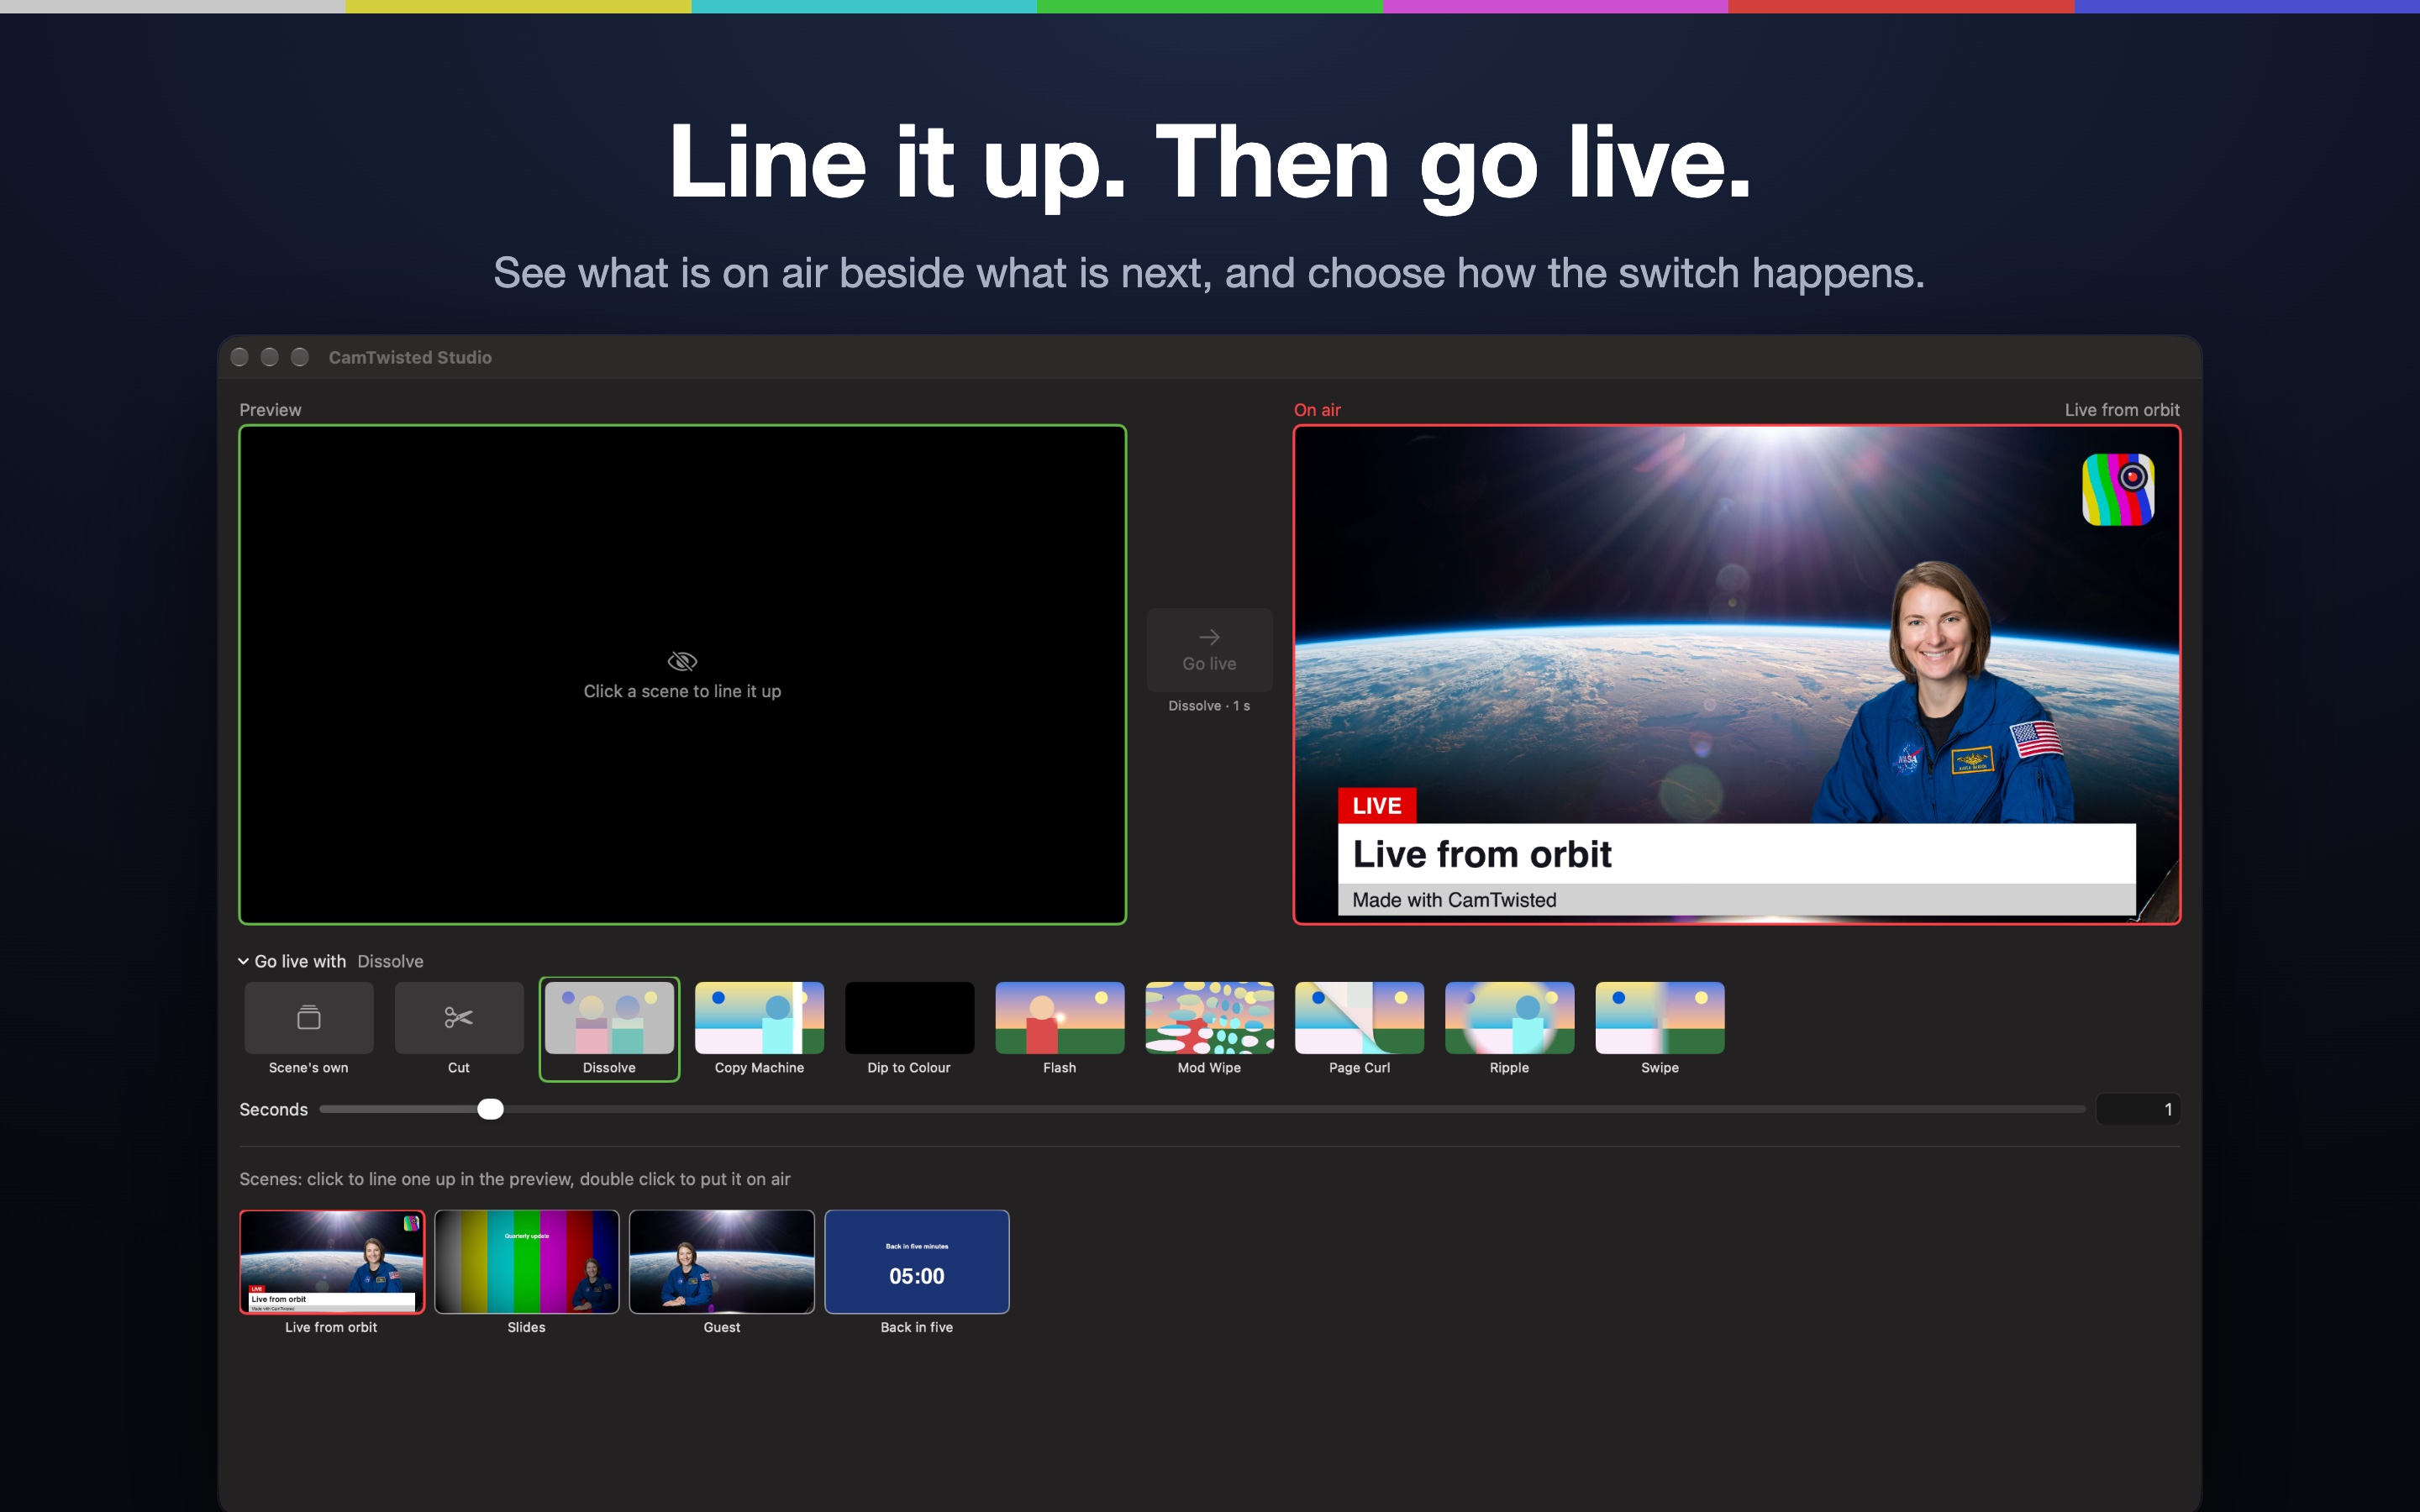 Line it up. Then go live.
See what is on air beside what is next, and choose how the switch happens.
CamTwisted Studio
Preview
On air
Live from orbit
Click a scene to line it up
Go live
Dissolve · 1 s
NASA
LIVE
Live from orbit
Made with CamTwisted
Go live with Dissolve
Scene's own
Cut
Dissolve
Copy Machine
Dip to Colour
Flash
Mod Wipe
Page Curl
Ripple
Swipe
Seconds
1
Scenes: click to line one up in the preview, double click to put it on air
LIVE
Live from orbit
Made with CamTwisted
Quarterly update
Back in five minutes
05:00
Live from orbit
Slides
Guest
Back in five